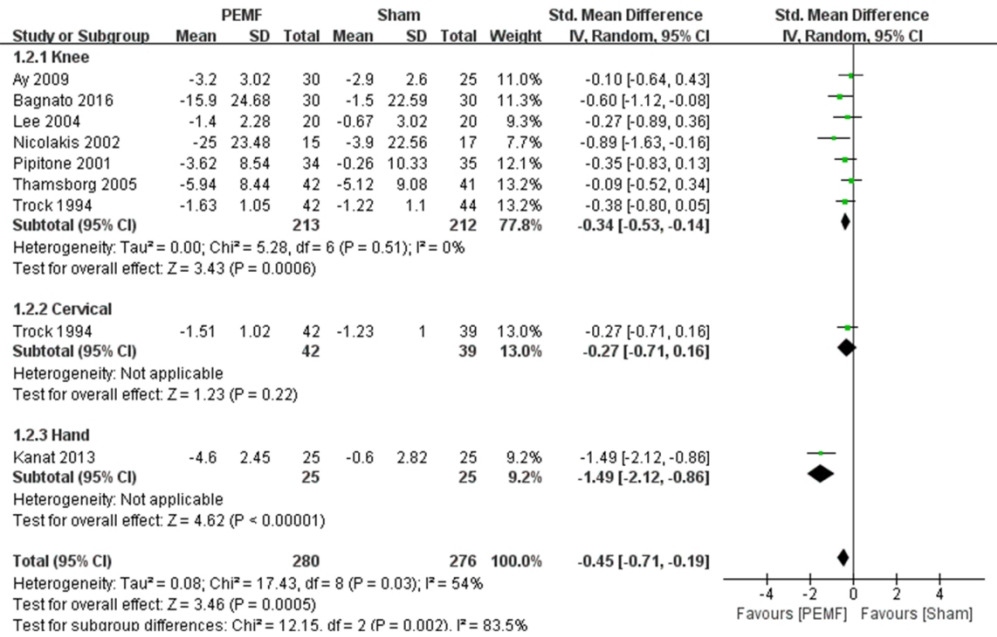 PEMF Sham Std. Mean Difference Std. Mean Difference
Study or Subgroup Mean SD Total Mean SD Total Weight IV, Random, 95% CI IV, Random, 95% CI
1.2.1 Knee
Ay 2009 -3.2 3.02 30 -2.9 2.6 25 11.0% -0.10 [-0.64, 0.43]
Bagnato 2016 -15.9 24.68 30 -1.5 22.59 30 11.3% -0.60 [-1.12, -0.08]
Lee 2004 -1.4 2.28 20 -0.67 3.02 20 9.3% -0.27 [-0.89, 0.36]
Nicolakis 2002 -25 23.48 15 -3.9 22.56 17 7.7% -0.89 [-1.63, -0.16]
Pipitone 2001 -3.62 8.54 34 -0.26 10.33 35 12.1% -0.35 [-0.83, 0.13]
Thamsborg 2005 -5.94 8.44 42 -5.12 9.08 41 13.2% -0.09 [-0.52, 0.34]
Trock 1994 -1.63 1.05 42 -1.22 1.1 44 13.2% -0.38 [-0.80, 0.05]
Subtotal (95% CI) 213 212 77.8% -0.34 [-0.53, -0.14]
Heterogeneity: Tau² = 0.00; Chi² = 5.28, df = 6 (P = 0.51); I² = 0%
Test for overall effect: Z = 3.43 (P = 0.0006)
1.2.2 Cervical
Trock 1994 -1.51 1.02 42 -1.23 1 39 13.0% -0.27 [-0.71, 0.16]
Subtotal (95% CI) 42 39 13.0% -0.27 [-0.71, 0.16]
Heterogeneity: Not applicable
Test for overall effect: Z = 1.23 (P = 0.22)
1.2.3 Hand
Kanat 2013 -4.6 2.45 25 -0.6 2.82 25 9.2% -1.49 [-2.12, -0.86]
Subtotal (95% CI) 25 25 9.2% -1.49 [-2.12, -0.86]
Heterogeneity: Not applicable
Test for overall effect: Z = 4.62 (P < 0.00001)
Total (95% CI) 280 276 100.0% -0.45 [-0.71, -0.19]
Heterogeneity: Tau² = 0.08; Chi² = 17.43, df = 8 (P = 0.03); I² = 54%
Test for overall effect: Z = 3.46 (P = 0.0005)
Test for subgroup differences: Chi² = 12.15. df = 2 (P = 0.002). I² = 83.5%
-4 -2 0 2 4
Favours [PEMF] Favours [Sham]